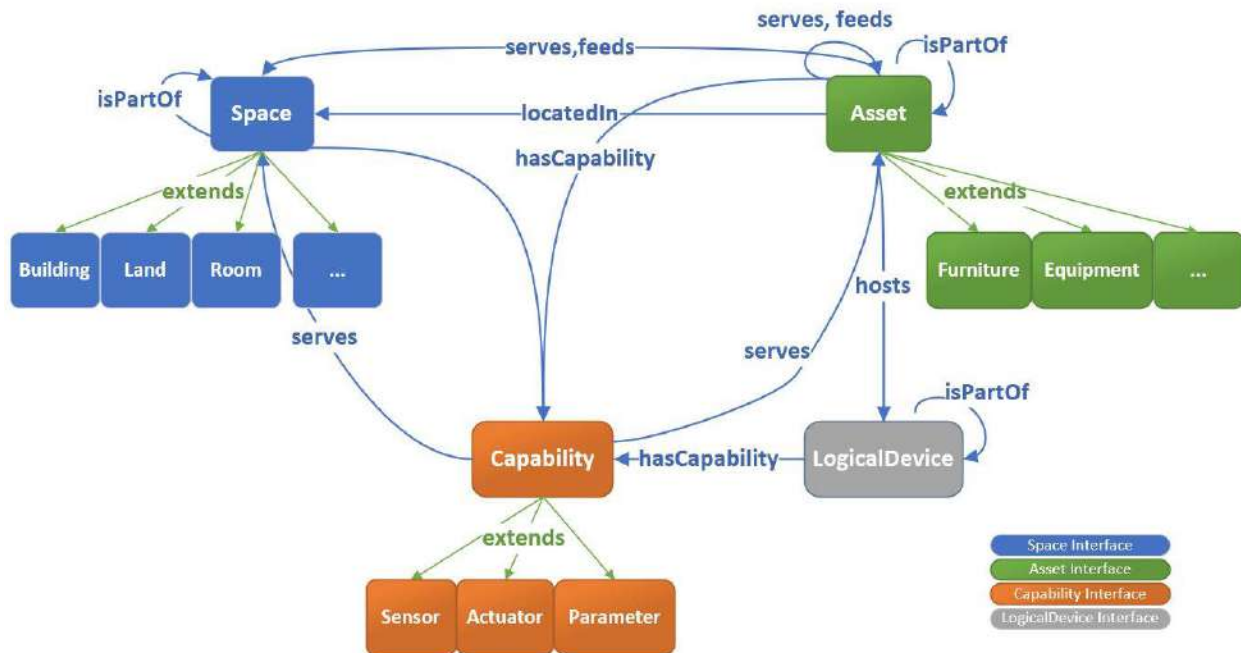 serves, feeds
serves,feeds
isPartOf
isPartOf
Space
locatedIn
Asset
hasCapability
extends
extends
Building
Land
Room
...
Furniture
Equipment
...
hosts
serves
serves
isPartOf
Capability
hasCapability
LogicalDevice
extends
Space Interface
Asset Interface
Capability Interface
LogicalDevice Interface
Sensor
Actuator
Parameter